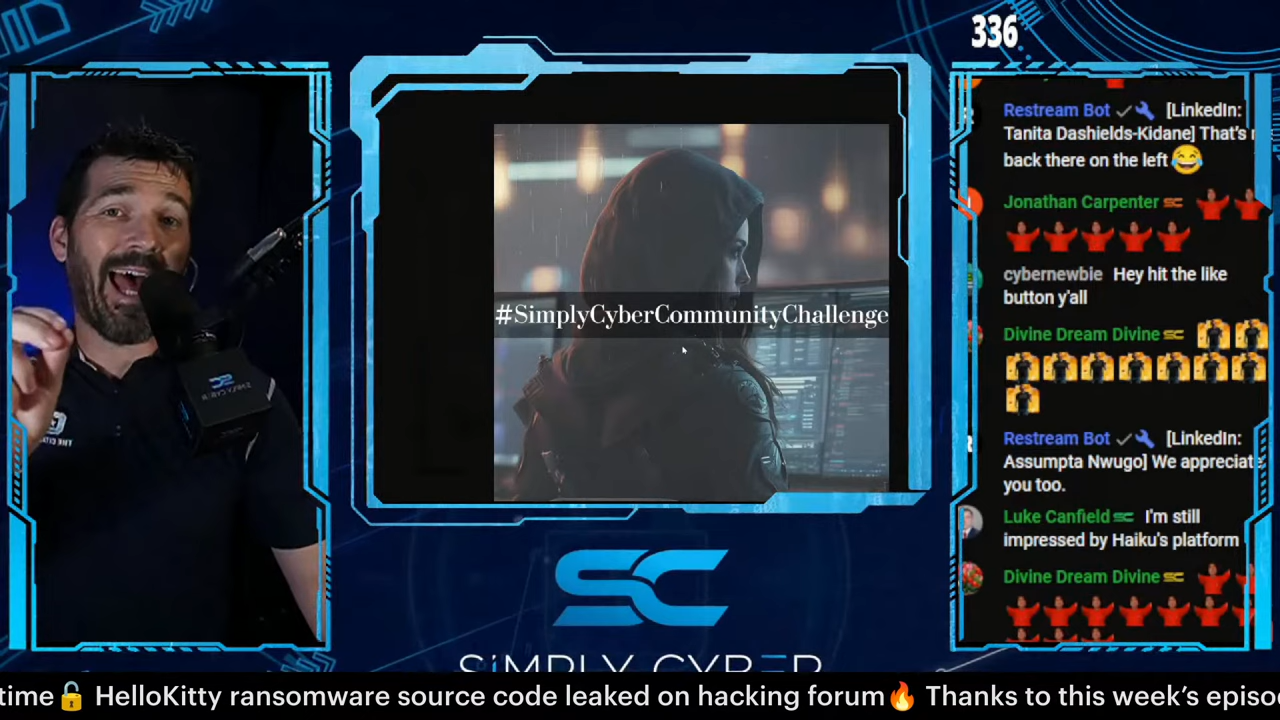 336
Restream Bot [LinkedIn:
Tanita Dashields-Kidane] That's
back there on the left
Jonathan Carpenter
cybernewbie Hey hit the like
button y'all
Divine Dream Divine
Restream Bot [LinkedIn:
Assumpta Nwugo] We appreciate
you too.
Luke Canfield I'm still
impressed by Haiku's platform
Divine Dream Divine
#SimplyCyberCommunityChallenge
SC
SIMPLY CYBER
time🔓 HelloKitty ransomware source code leaked on hacking forum🔥 Thanks to this week's episo